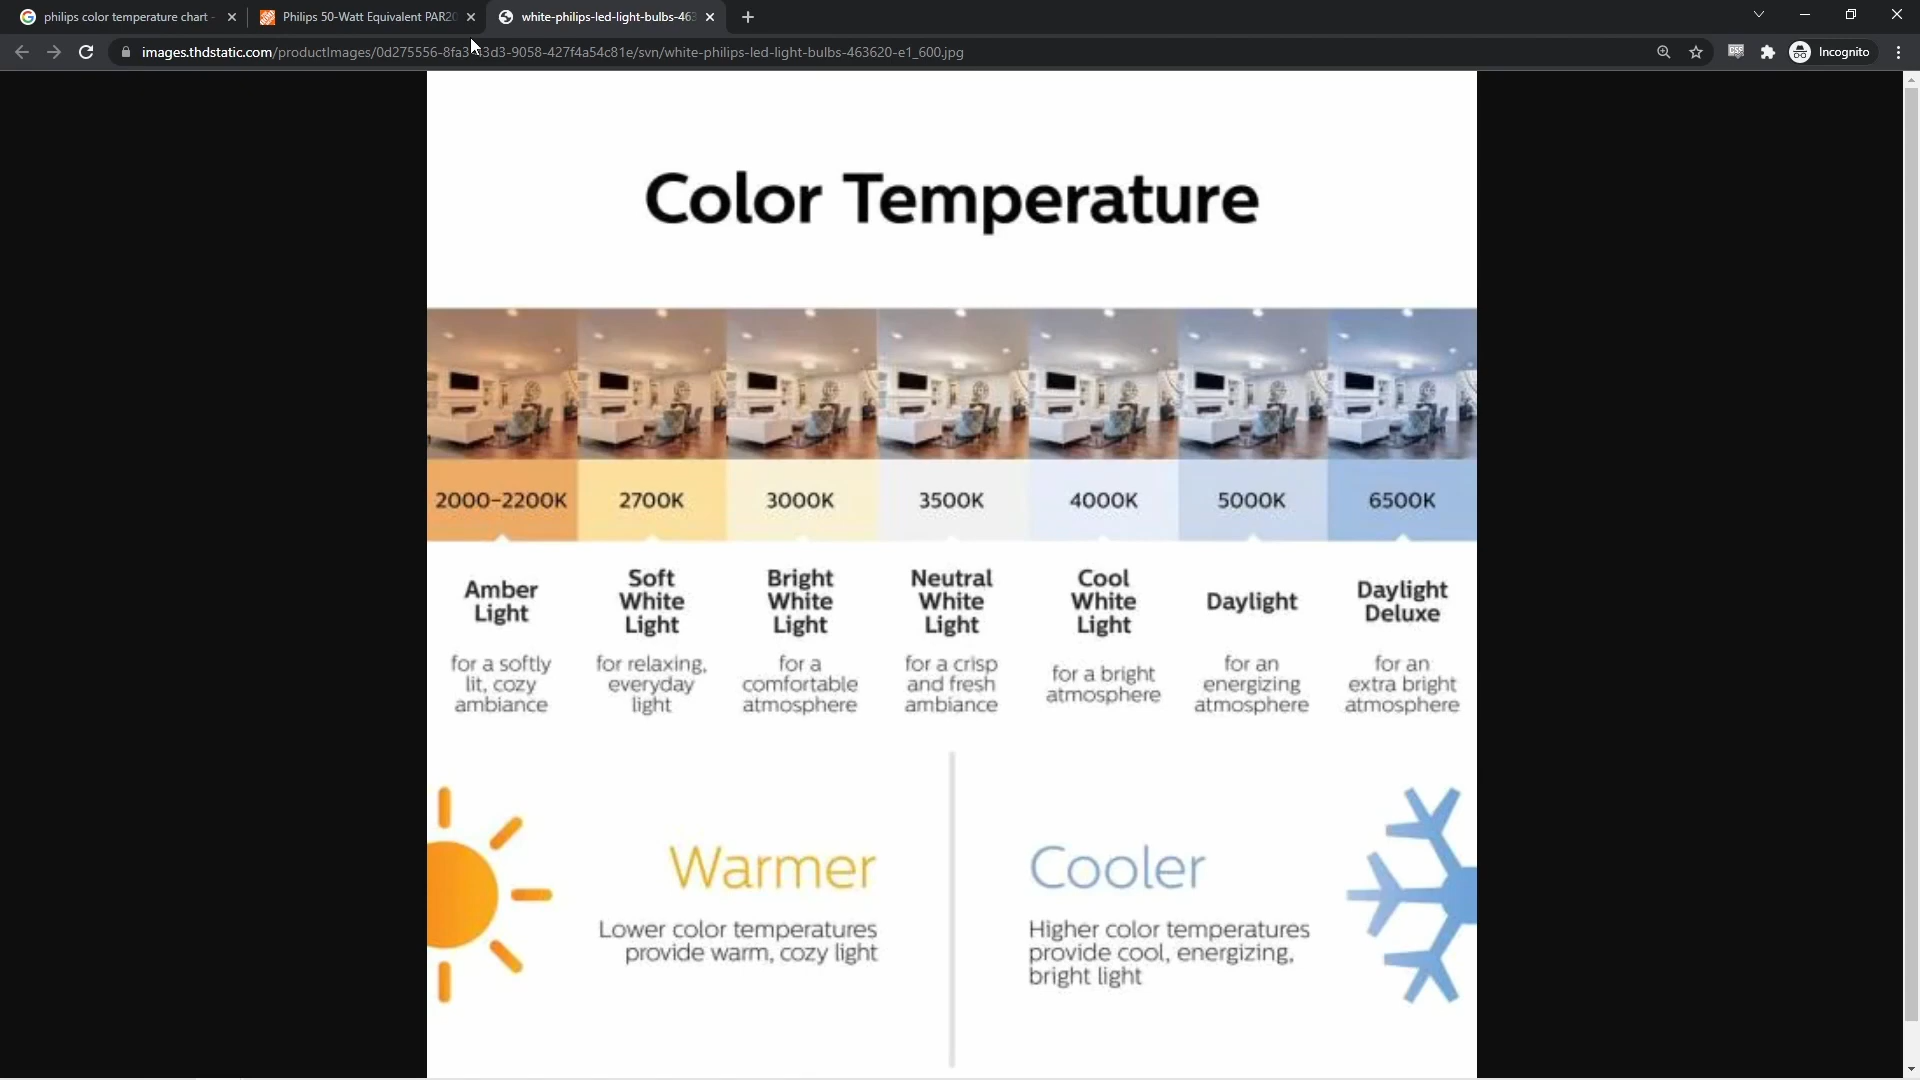 philips color temperature chart -
Philips 50-Watt Equivalent PAR20
white-philips-led-light-bulbs-463
images.thdstatic.com/productImages/0d275556-8fa3-43d3-9058-427f4a54c81e/svn/white-philips-led-light-bulbs-463620-e1_600.jpg
Incognito
Color Temperature
2000-2200K 2700K 3000K 3500K 4000K 5000K 6500K
Amber
Light
Soft
White
Light
Bright
White
Light
Neutral
White
Light
Cool
White
Light
Daylight
Daylight
Deluxe
for a softly
lit, cozy
ambiance
for relaxing,
everyday
light
for a
comfortable
atmosphere
for a crisp
and fresh
ambiance
for a bright
atmosphere
for an
energizing
atmosphere
for an
extra bright
atmosphere
Warmer
Lower color temperatures
provide warm, cozy light
Cooler
Higher color temperatures
provide cool, energizing,
bright light